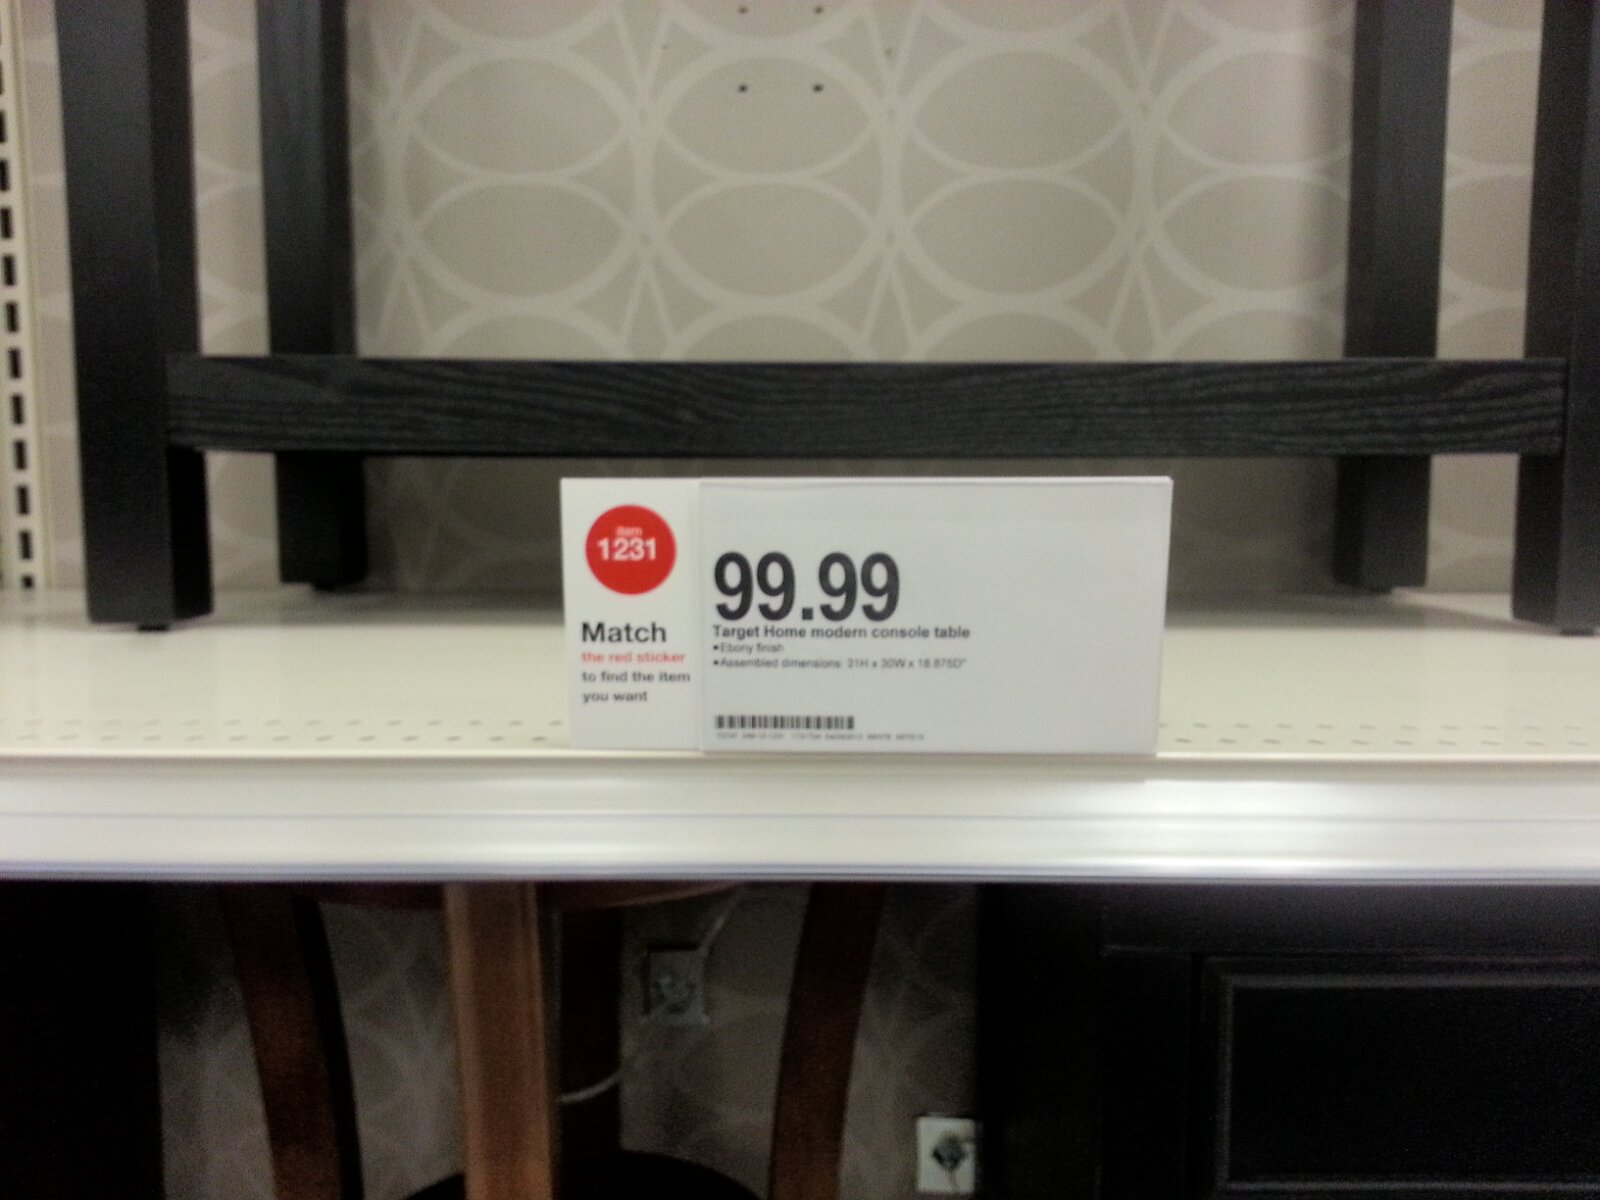 item
1231
Match
the red sticker
to find the item
you want
99.99
Target Home modern console table
▪Ebony finish
▪Assembled dimensions: 31H x 30W x 18.875D"